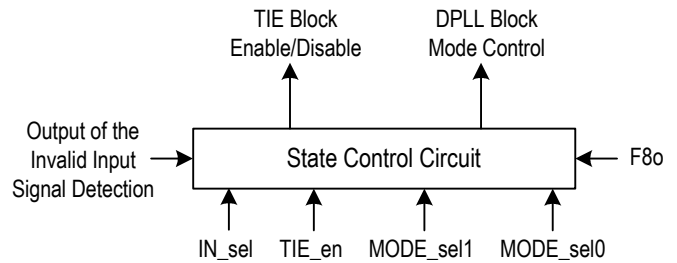 TIE Block
Enable/Disable
DPLL Block
Mode Control
Output of the
Invalid Input
Signal Detection
State Control Circuit
F8o
IN_sel
TIE_en
MODE_sel1
MODE_sel0